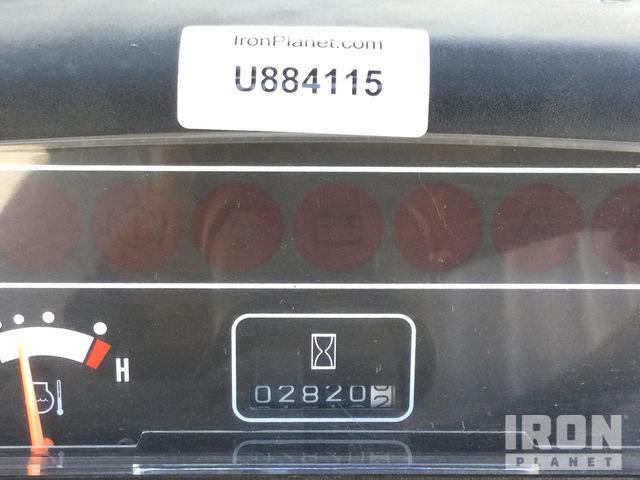 IronPlanet.com
U884115
H
02820
IRON
PLANET